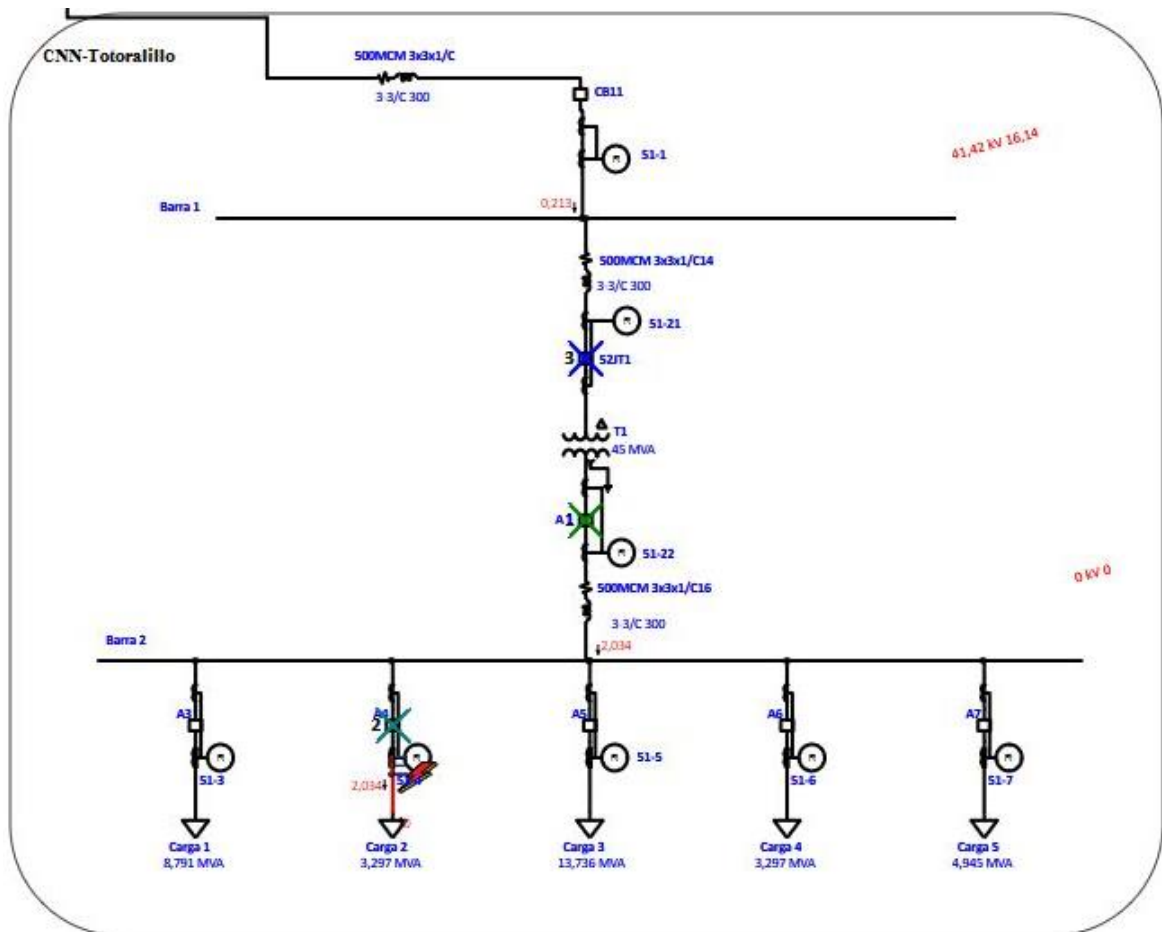 CNN-Totoralillo
500MCM 3x3x1/C
3-3/C 300
CB11
51-1
41,42 kV 16,14
Barra 1
0,213
500MCM 3x3x1/C14
3-3/C 300
51-21
3
52JT1
T1
45 MVA
A 1
51-22
500MCM 3x3x1/C16
0 kV 0
3-3/C 300
Barra 2
2,034
A3
A4
A5
A6
A7
2
51-3
51-5
51-6
51-7
2,034
Carga 1
8,791 MVA
Carga 2
3,297 MVA
Carga 3
13,736 MVA
Carga 4
3,297 MVA
Carga 5
4,945 MVA